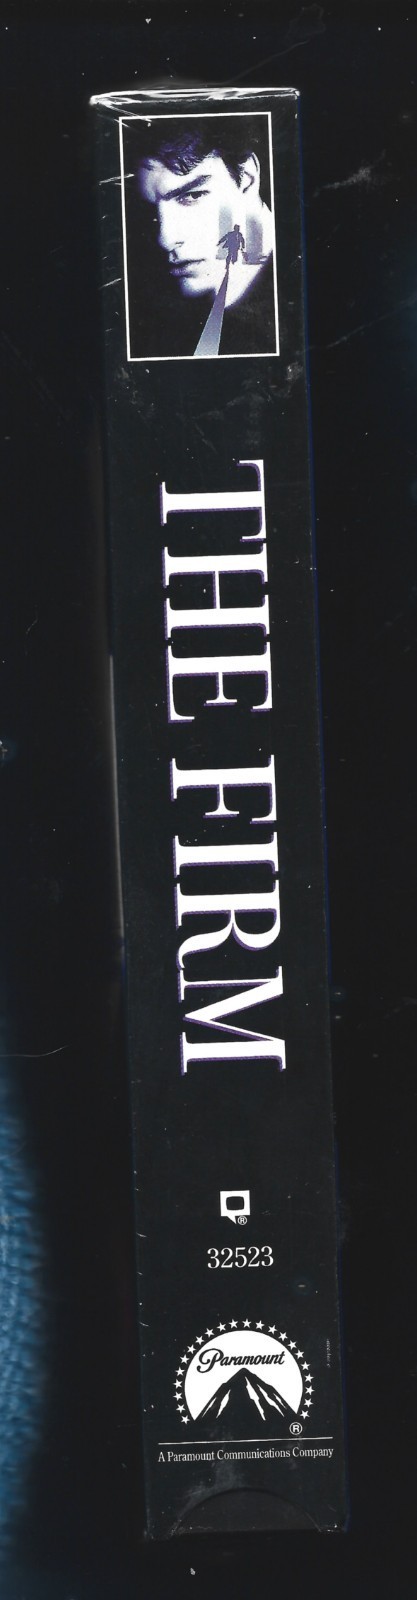 THE FIRM
®
32523
Paramount
®
A Paramount Communications Company